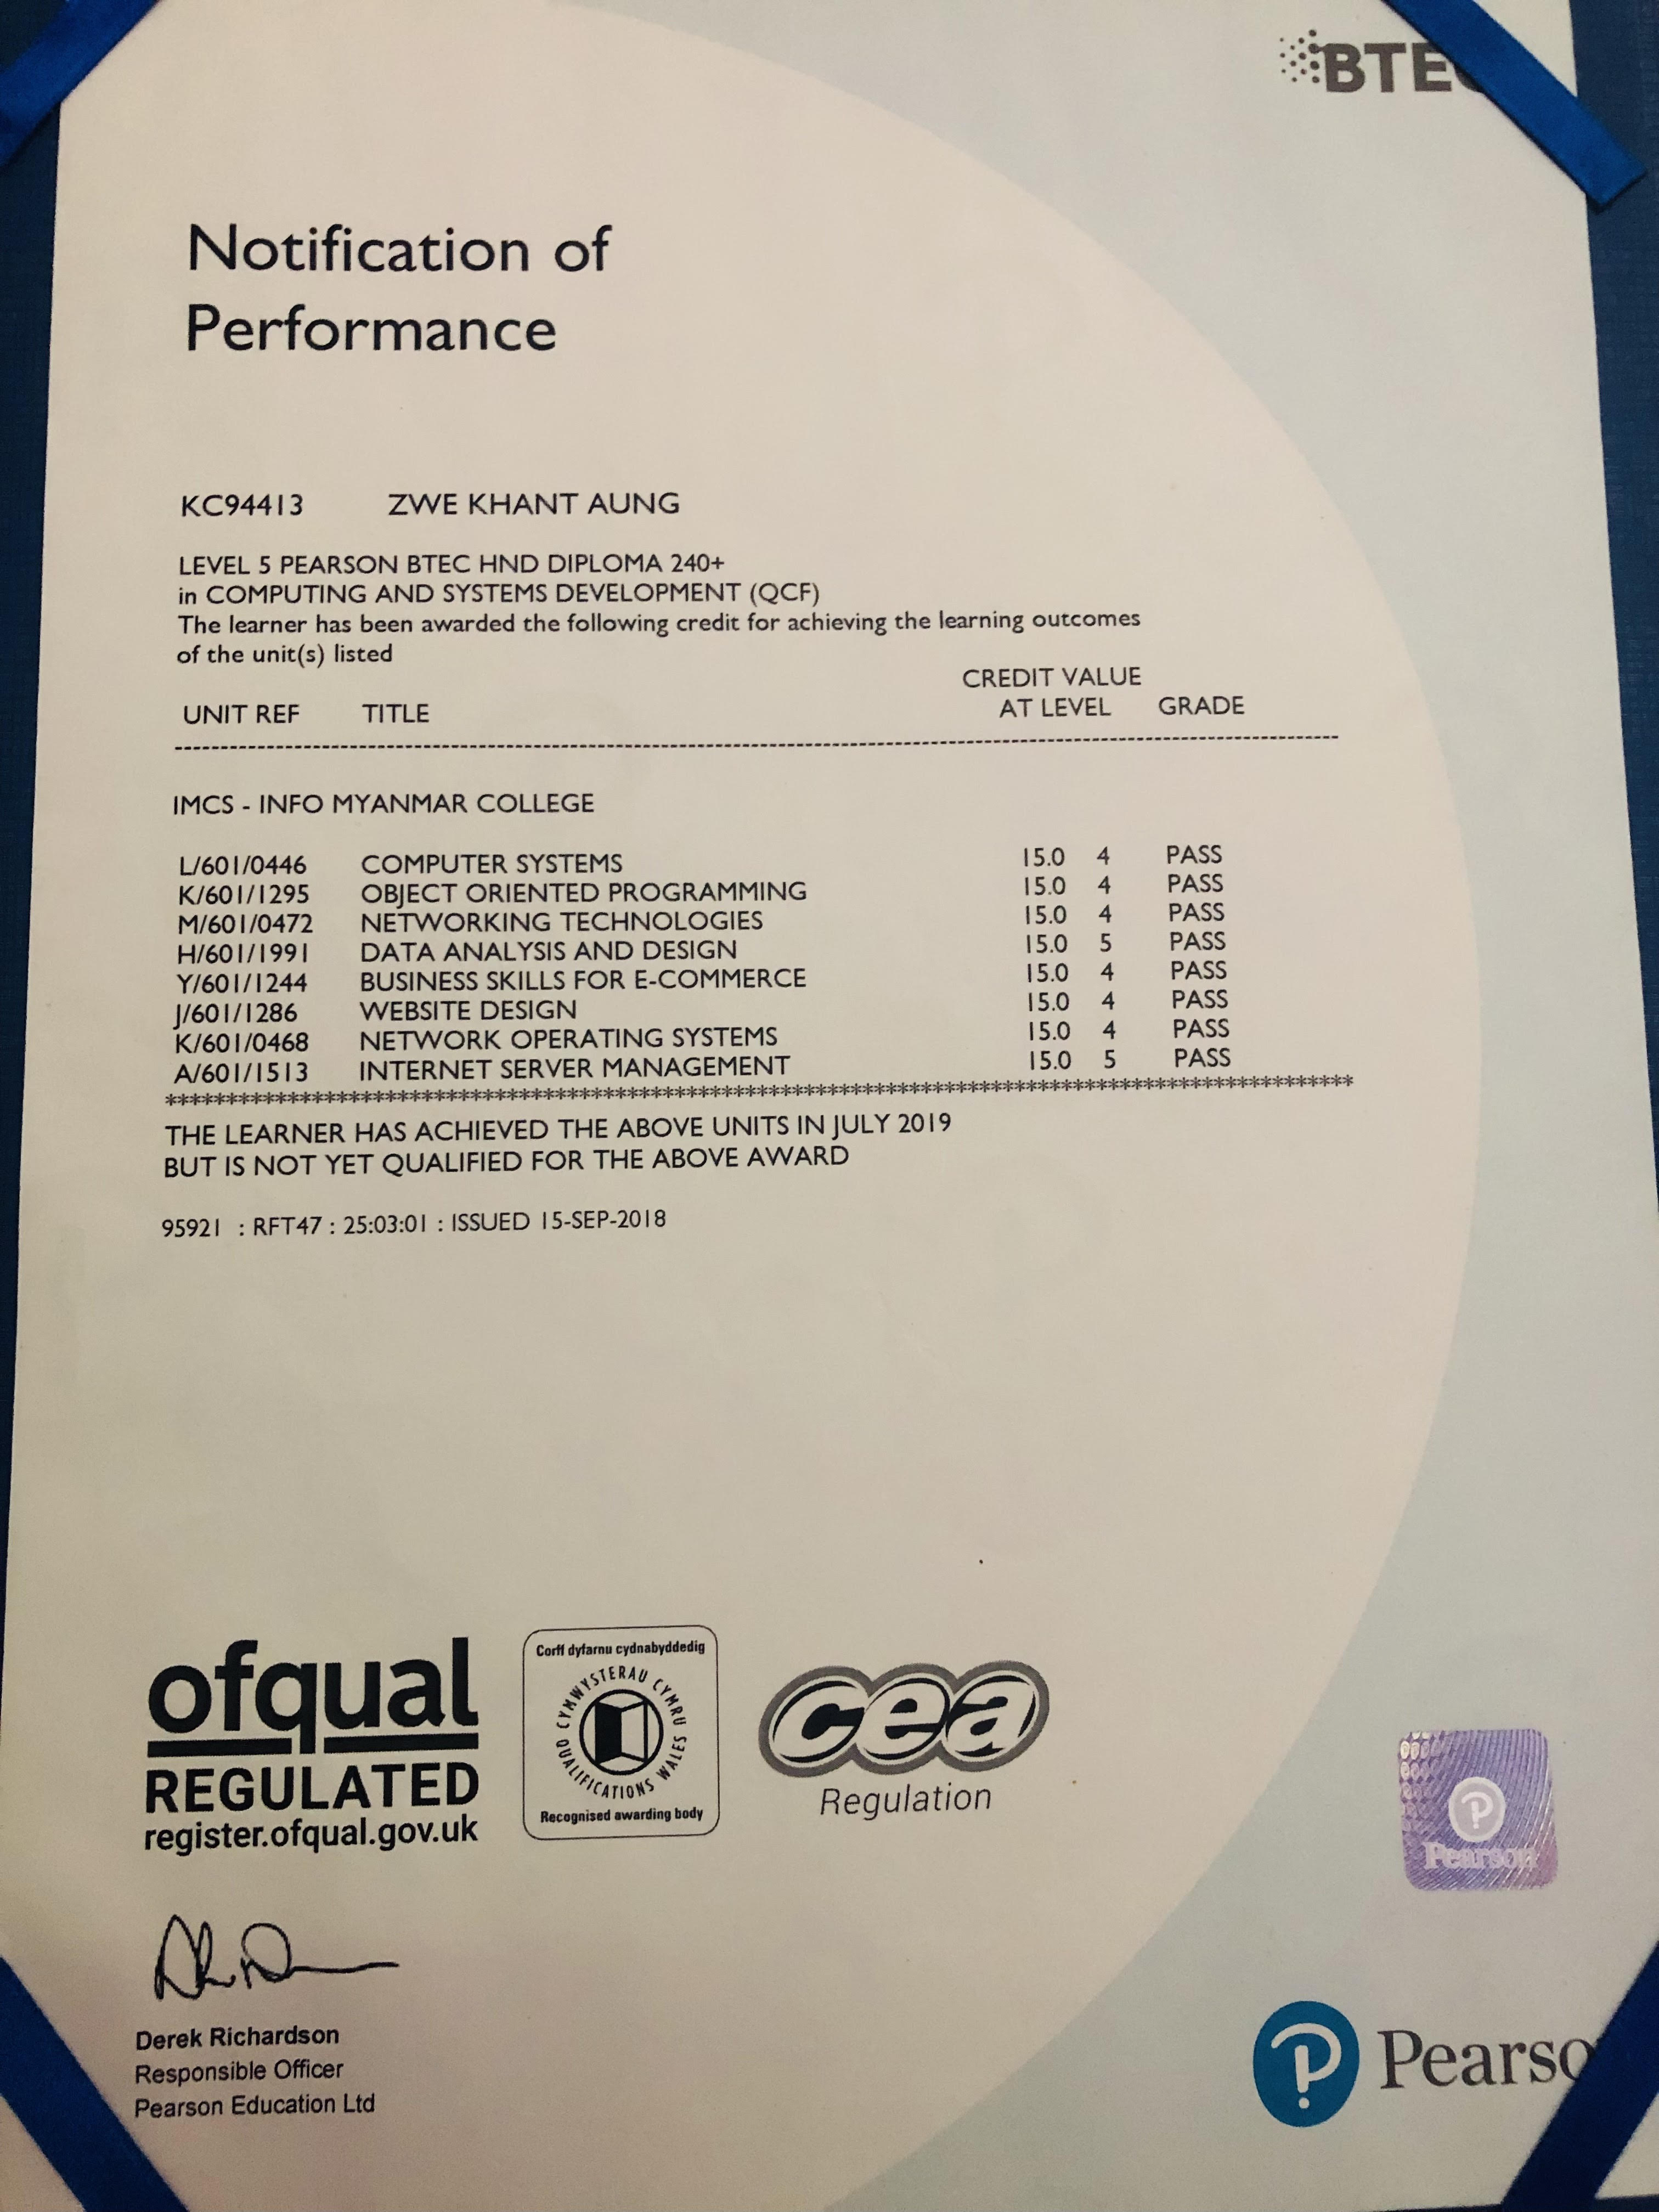 BTE
Notification of
Performance
KC94413 ZWE KHANT AUNG
LEVEL 5 PEARSON BTEC HND DIPLOMA 240+
in COMPUTING AND SYSTEMS DEVELOPMENT (QCF)
The learner has been awarded the following credit for achieving the learning outcomes
of the unit(s) listed
CREDIT VALUE
UNIT REF TITLE AT LEVEL GRADE
--------------------------------------------------------------------------------
IMCS - INFO MYANMAR COLLEGE
L/601/0446 COMPUTER SYSTEMS 15.0 4 PASS
K/601/1295 OBJECT ORIENTED PROGRAMMING 15.0 4 PASS
M/601/0472 NETWORKING TECHNOLOGIES 15.0 4 PASS
H/601/1991 DATA ANALYSIS AND DESIGN 15.0 5 PASS
Y/601/1244 BUSINESS SKILLS FOR E-COMMERCE 15.0 4 PASS
J/601/1286 WEBSITE DESIGN 15.0 4 PASS
K/601/0468 NETWORK OPERATING SYSTEMS 15.0 4 PASS
A/601/1513 INTERNET SERVER MANAGEMENT 15.0 5 PASS
********************************************************************************
THE LEARNER HAS ACHIEVED THE ABOVE UNITS IN JULY 2019
BUT IS NOT YET QUALIFIED FOR THE ABOVE AWARD
95921 : RFT47 : 25:03:01 : ISSUED 15-SEP-2018
ofqual
REGULATED
register.ofqual.gov.uk
Corff dyfarnu cydnabyddedig
CYMWYSTERAU CYMRU
QUALIFICATIONS WALES
Recognised awarding body
cea
Regulation
Pearson
Derek Richardson
Responsible Officer
Pearson Education Ltd
Pearso